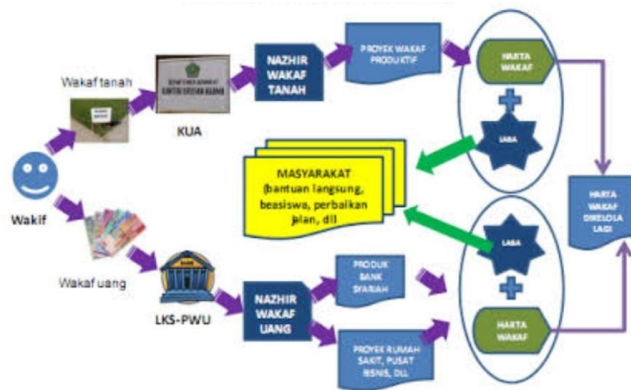 Wakaf tanah
KUA
NAZHIR
WAKAF
TANAH
PROYEK WAKAF
PRODUKTIF
HARTA
WAKAF
LABA
MASYARAKAT
(bantuan langsung,
beasiswa, perbaikan
jalan, dll
HARTA
WAKAF
DIKELOLA
LAGI
Wakif
Wakaf uang
LKS-PWU
NAZHIR
WAKAF
UANG
PRODUK
BANK
SYARIAH
PROYEK RUMAH
SAKIT, PUSAT
BISNIS, DLL
LABA
HARTA
WAKAF